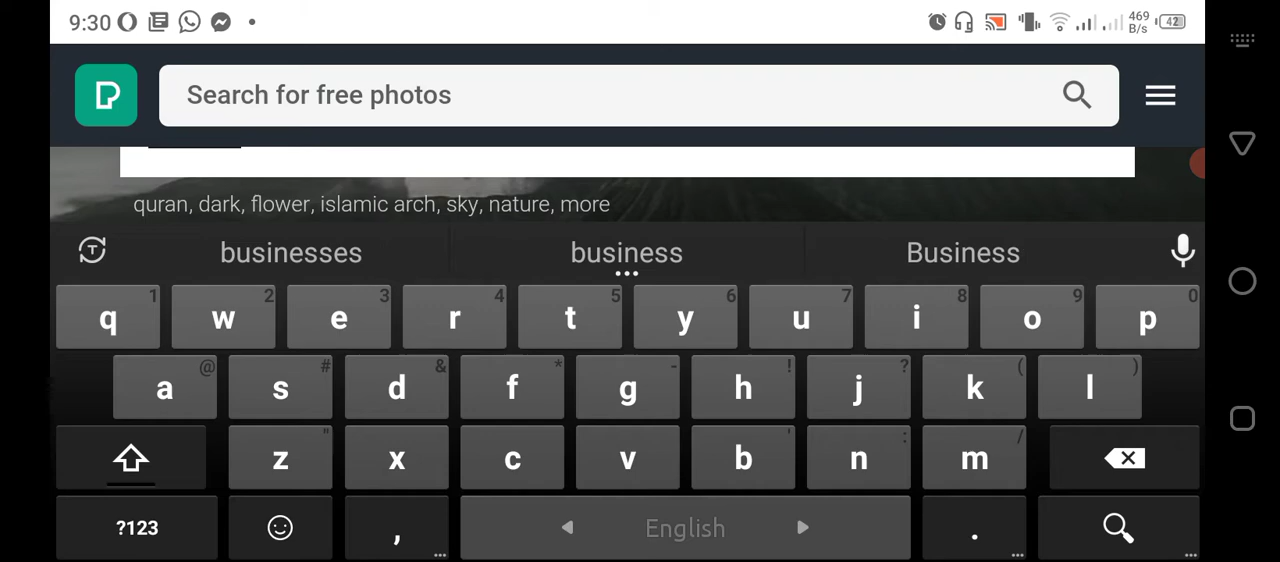 9:30 469 B/s 42
Search for free photos
quran, dark, flower, islamic arch, sky, nature, more
businesses business Business
q 1 w 2 e 3 r 4 t 5 y 6 u 7 i 8 o 9 p 0
a @ s # d & f * g - h ! j ? k ( l )
z " x c v b ' n : m /
?123 , English .